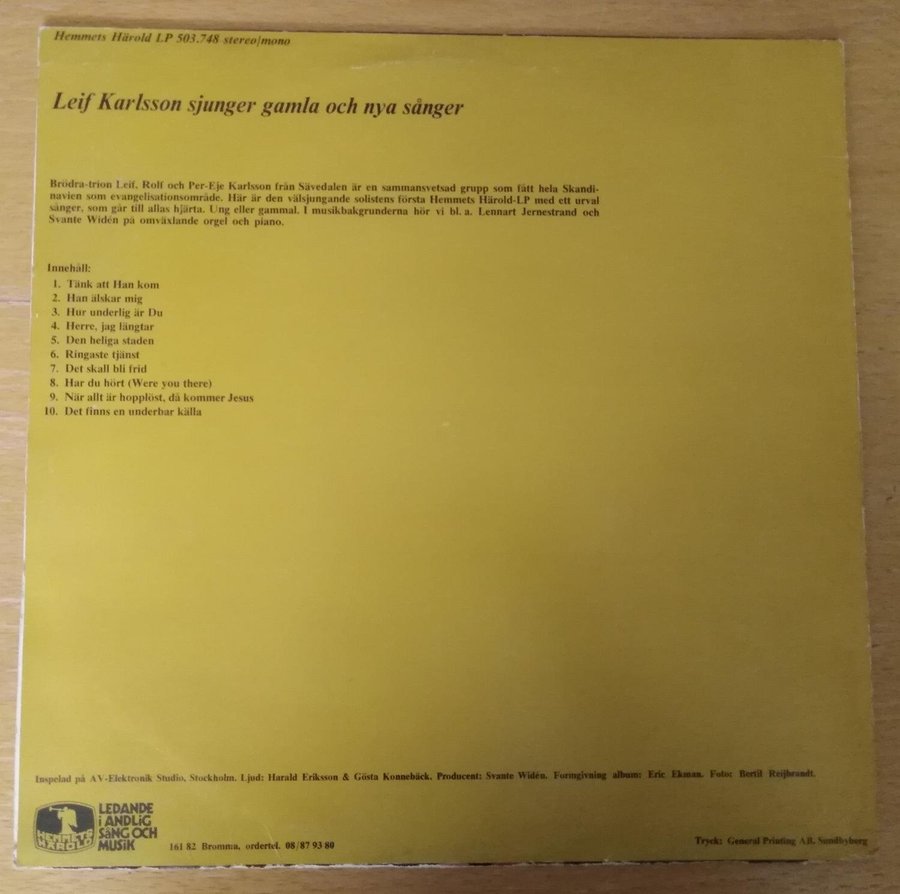 Hemmets Härold LP 503.748 stereo/mono
Leif Karlsson sjunger gamla och nya sånger
Brödra-trion Leif, Rolf och Per-Eje Karlsson från Sävedalen är en sammansvetsad grupp som fått hela Skandi-
navien som evangelisationsområde. Här är den välsjungande solistens första Hemmets Härold-LP med ett urval
sånger, som går till allas hjärta. Ung eller gammal. I musikbakgrunderna hör vi bl. a. Lennart Jernestrand och
Svante Widén på omväxlande orgel och piano.
Innehåll:
1. Tänk att Han kom
2. Han älskar mig
3. Hur underlig är Du
4. Herre, jag längtar
5. Den heliga staden
6. Ringaste tjänst
7. Det skall bli frid
8. Har du hört (Were you there)
9. När allt är hopplöst, då kommer Jesus
10. Det finns en underbar källa
Inspelad på AV-Elektronik Studio, Stockholm. Ljud: Harald Eriksson & Gösta Konnebäck. Producent: Svante Widén. Formgivning album: Eric Ekman. Foto: Bertil Reijbrandt.
HEMMETS
HÄROLD
LEDANDE
i ANDLiG
SÅNG OCH
MUSiK
161 82 Bromma, ordertel. 08/87 93 80
Tryck: General Printing AB, Sundbyberg